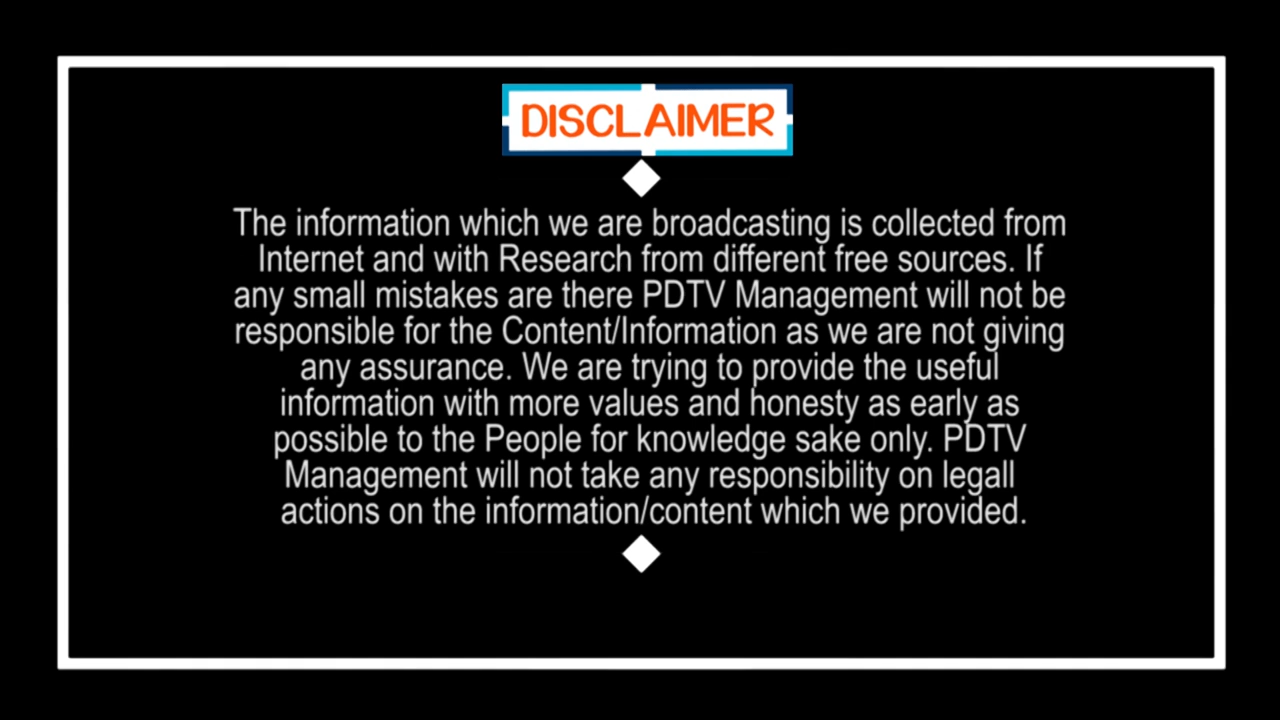 DISCLAIMER
The information which we are broadcasting is collected from
Internet and with Research from different free sources. If
any small mistakes are there PDTV Management will not be
responsible for the Content/Information as we are not giving
any assurance. We are trying to provide the useful
information with more values and honesty as early as
possible to the People for knowledge sake only. PDTV
Management will not take any responsibility on legall
actions on the information/content which we provided.